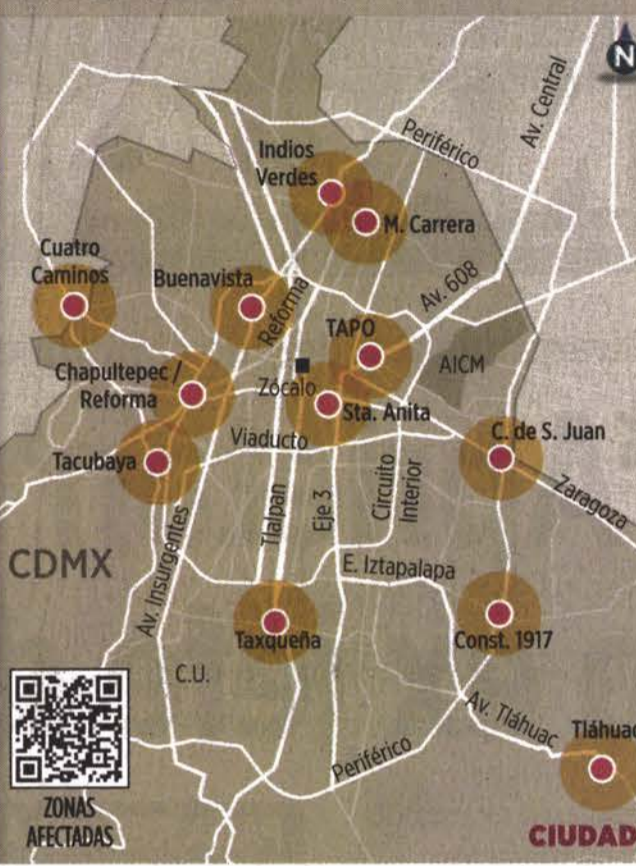 N
Av. Central
Periférico
Indios
Verdes
M. Carrera
Cuatro
Caminos
Buenavista
Reforma
Av. 608
TAPO
AICM
Chapultepec /
Reforma
Zócalo
Sta. Anita
Viaducto
C. de S. Juan
Tacubaya
Zaragoza
Circuito
Interior
Tlalpan
Eje 3
Av. Insurgentes
CDMX
E. Iztapalapa
Taxqueña
Const. 1917
C.U.
Av. Tláhuac
Tláhuac
Periférico
ZONAS
AFECTADAS
CIUDAD